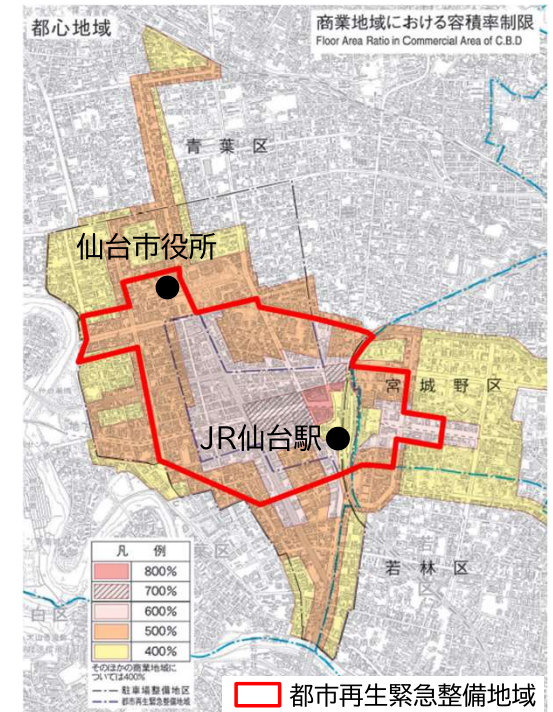 都心地域
商業地域における容積率制限
Floor Area Ratio in Commercial Area of C.B.D
青葉区
仙台市役所
宮城野区
JR仙台駅
若林区
葉区
白区
凡 例
800%
700%
600%
500%
400%
そのほかの商業地域に
ついては400%
駐車場整備地区
都市再生緊急整備地域
都市再生緊急整備地域